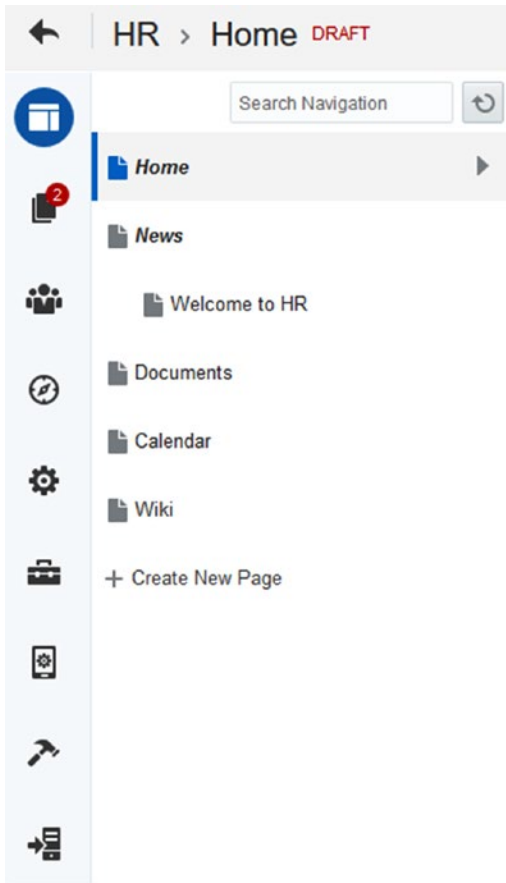 HR > Home DRAFT
Search Navigation
Home
2
News
Welcome to HR
Documents
Calendar
Wiki
+ Create New Page